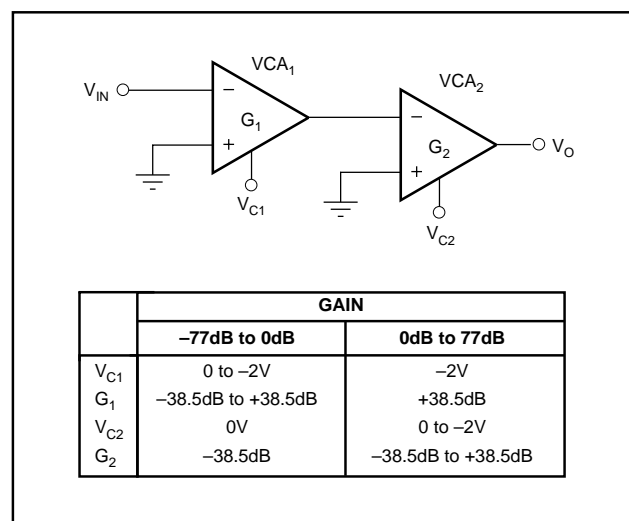 VCA1
VCA2
VIN
–
G1
+
VC1
–
G2
+
VC2
VO
GAIN
–77dB to 0dB 0dB to 77dB
VC1 0 to –2V –2V
G1 –38.5dB to +38.5dB +38.5dB
VC2 0V 0 to –2V
G2 –38.5dB –38.5dB to +38.5dB